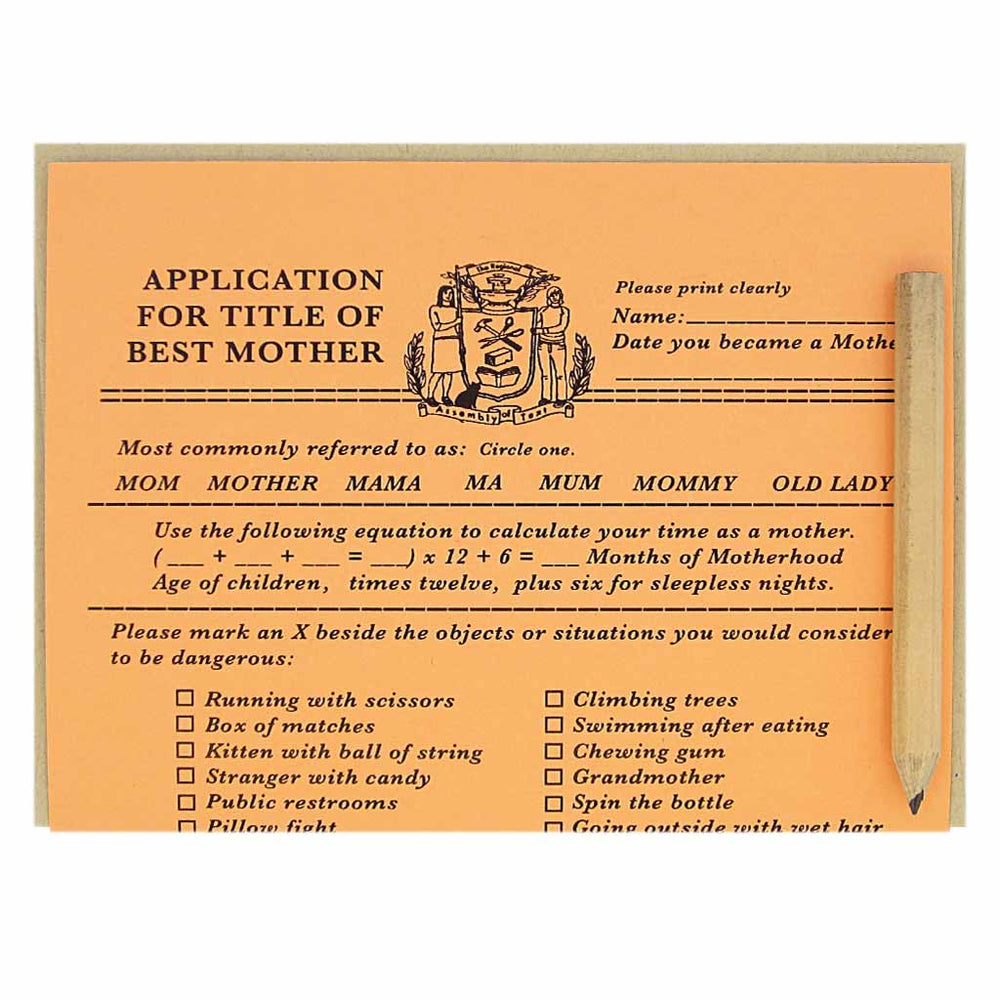 APPLICATION
FOR TITLE OF
BEST MOTHER
The Regional
Assembly of Text
Please print clearly
Name:
Date you became a Mothe
Most commonly referred to as: Circle one.
MOM MOTHER MAMA MA MUM MOMMY OLD LADY
Use the following equation to calculate your time as a mother.
( ___ + ___ + ___ = ___) x 12 + 6 = ___ Months of Motherhood
Age of children, times twelve, plus six for sleepless nights.
Please mark an X beside the objects or situations you would consider
to be dangerous:
Running with scissors
Box of matches
Kitten with ball of string
Stranger with candy
Public restrooms
Pillow fight
Climbing trees
Swimming after eating
Chewing gum
Grandmother
Spin the bottle
Going outside with wet hair